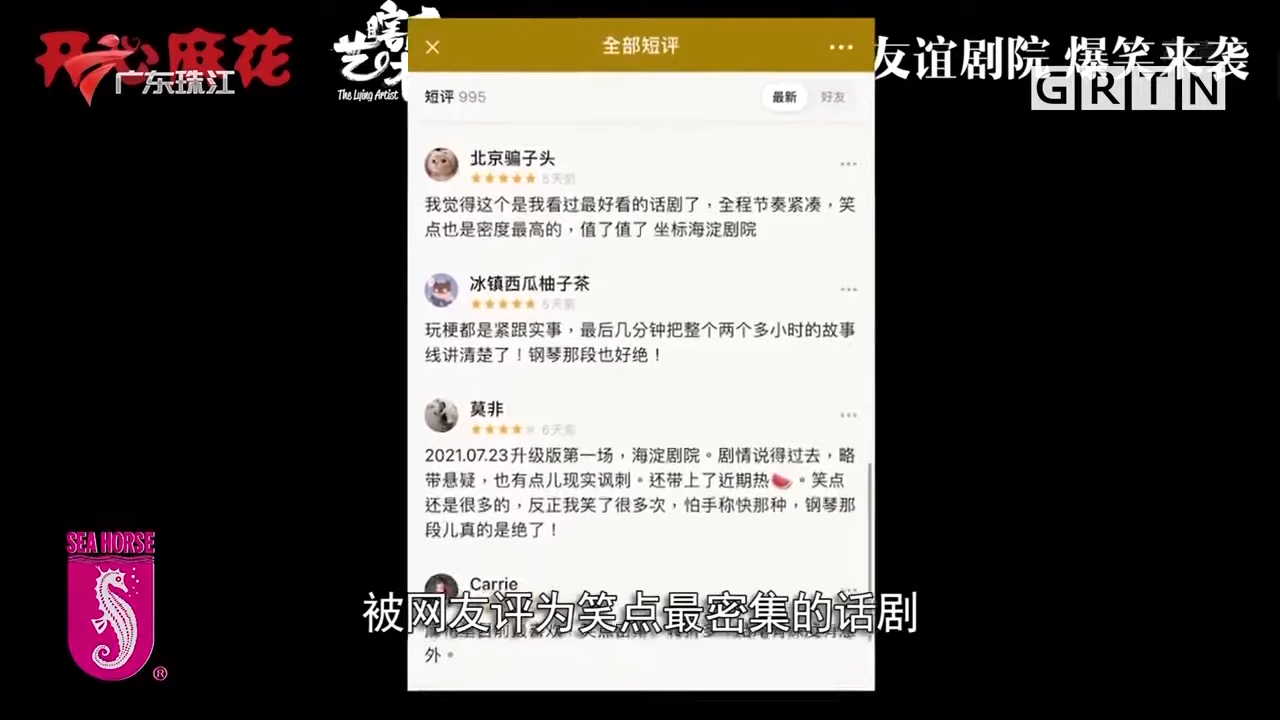 开心麻花
广东珠江
瞎
艺
The Lying Artist
友谊剧院 爆笑来袭
GRTN
全部短评
短评 995
最新
好友
北京骗子头
我觉得这个是我看过最好看的话剧了，全程节奏紧凑，笑
点也是密度最高的，值了值了 坐标海淀剧院
冰镇西瓜柚子茶
玩梗都是紧跟实事，最后几分钟把整个两个多小时的故事
线讲清楚了！钢琴那段也好绝！
莫非
6天前
2021.07.23升级版第一场，海淀剧院。剧情说得过去，略
带悬疑，也有点儿现实讽刺。还带上了近期热🍉。笑点
还是很多的，反正我笑了很多次，怕手称快那种，钢琴那
段儿真的是绝了！
Carrie
外。
被网友评为笑点最密集的话剧
SEA HORSE
®